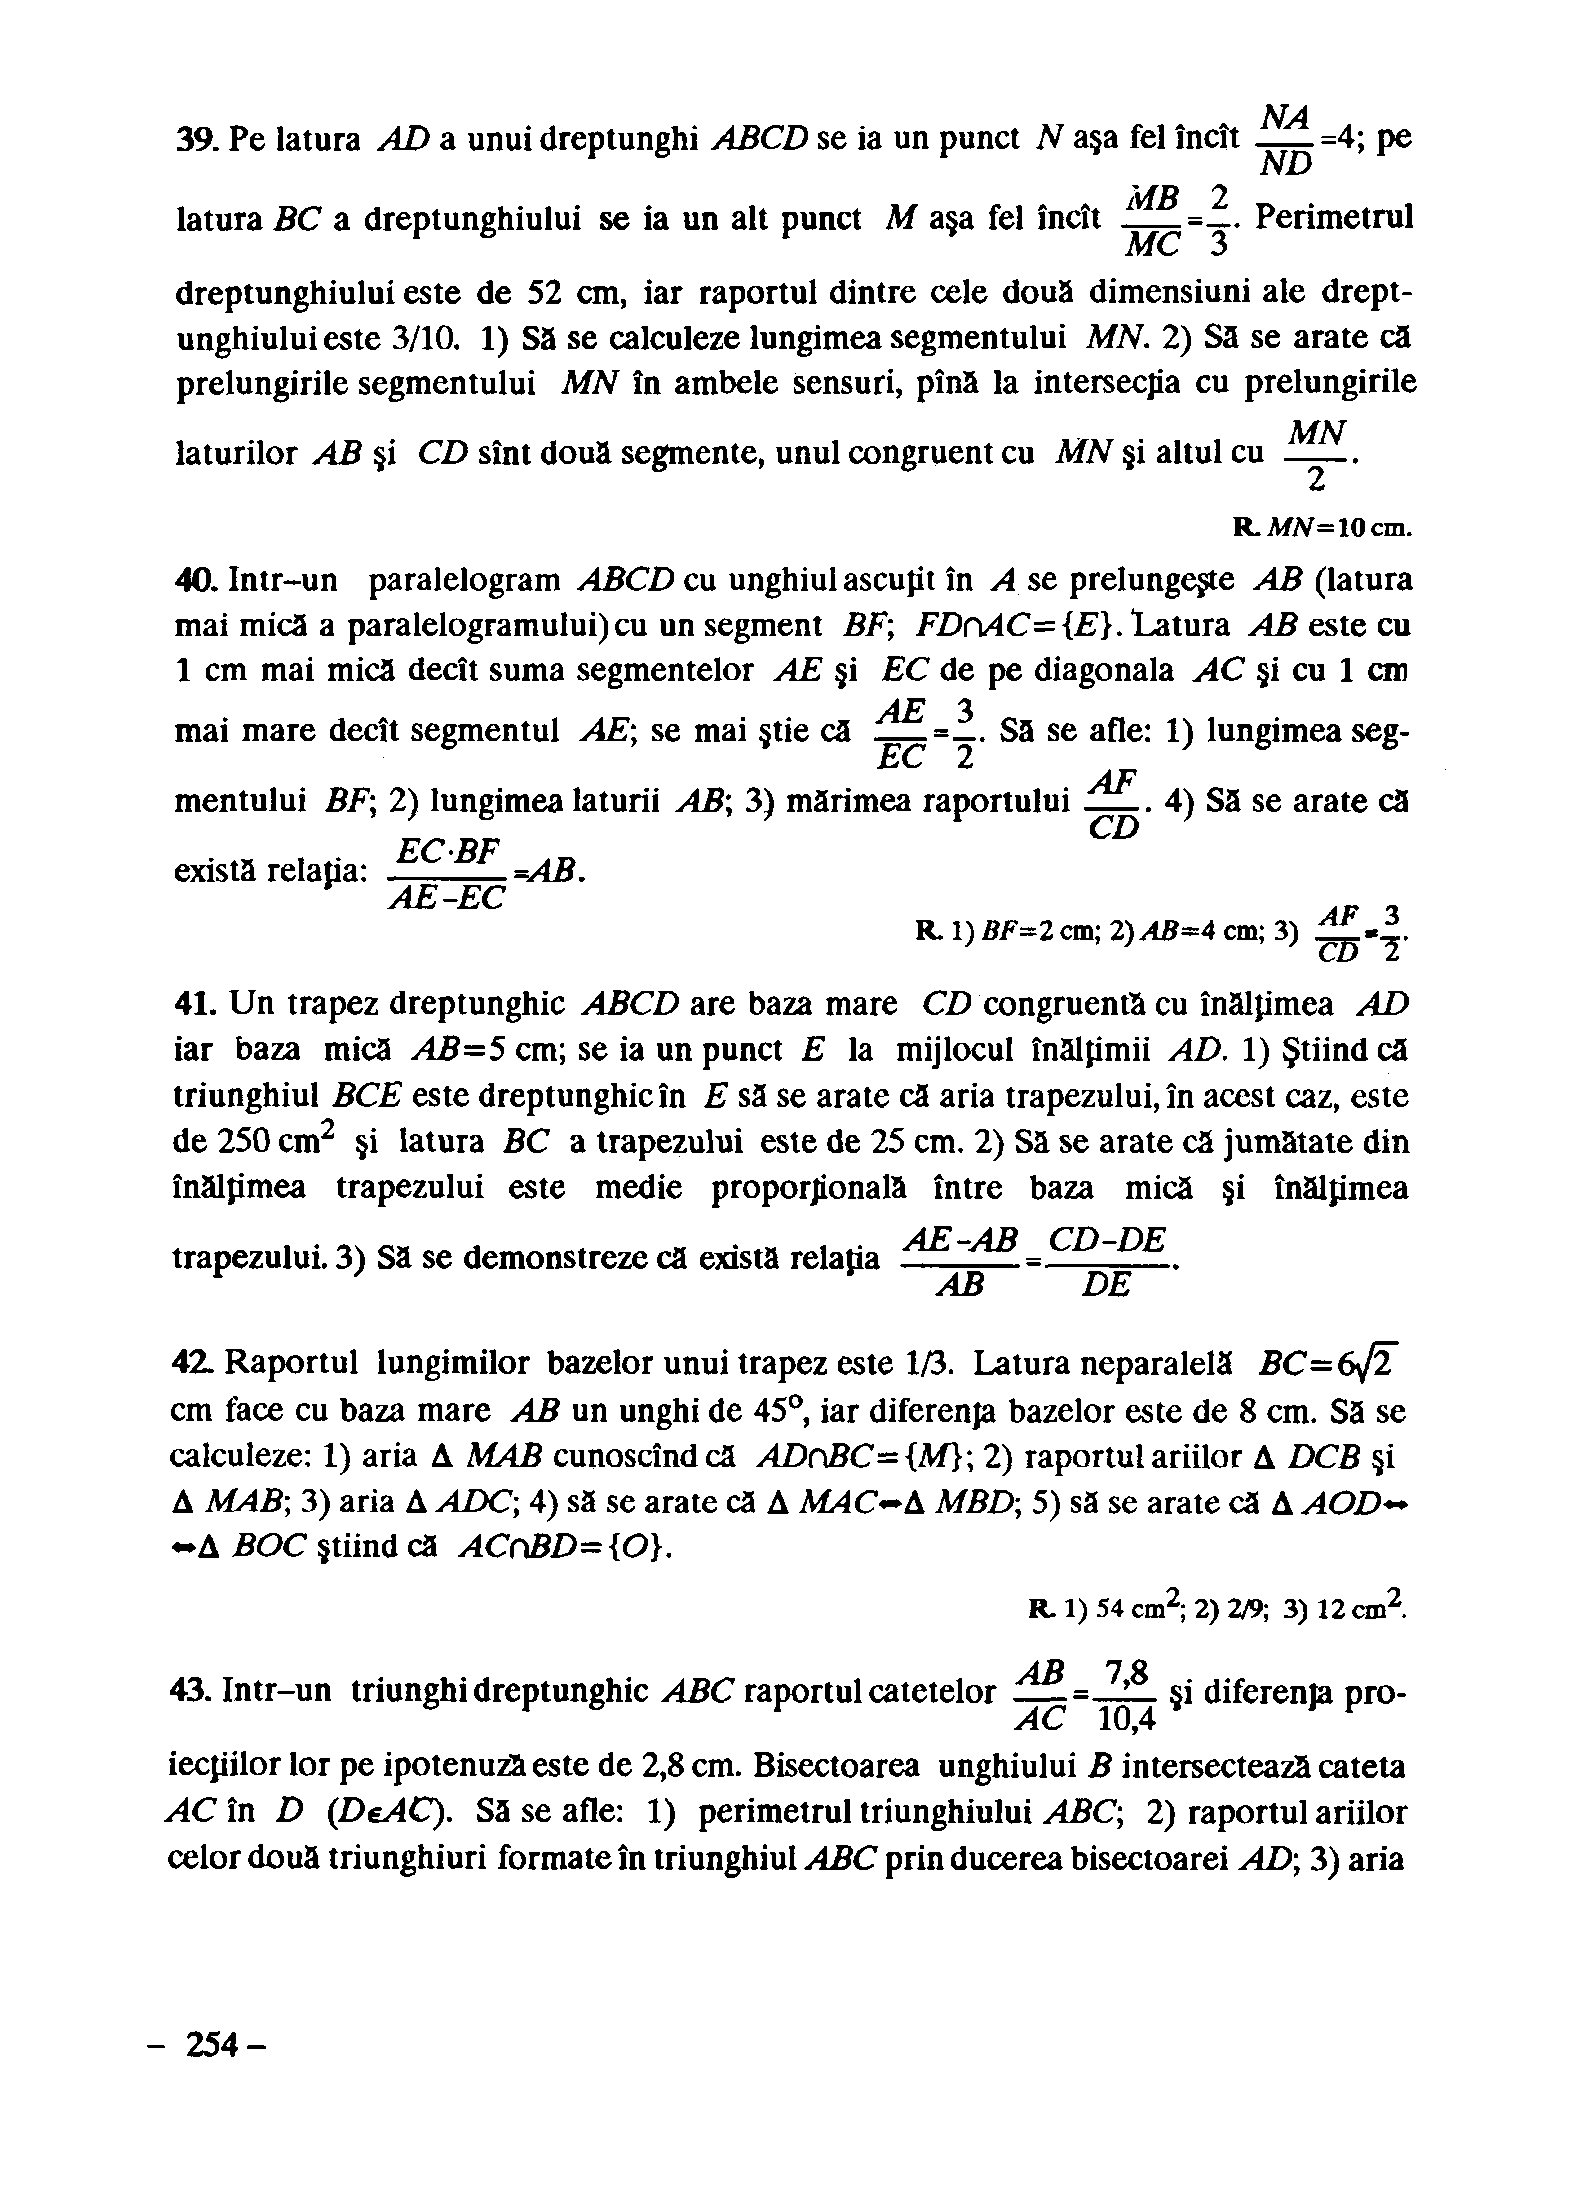 39. Pe latura AD a unui dreptunghi ABCD se ia un punct N aşa fel încît NA/ND =4; pe
latura BC a dreptunghiului se ia un alt punct M aşa fel încît MB/MC = 2/3. Perimetrul
dreptunghiului este de 52 cm, iar raportul dintre cele două dimensiuni ale drept-
unghiului este 3/10. 1) Să se calculeze lungimea segmentului MN. 2) Să se arate că
prelungirile segmentului MN în ambele sensuri, pînă la intersecţia cu prelungirile
laturilor AB şi CD sînt două segmente, unul congruent cu MN şi altul cu MN/2.
R. MN=10 cm.
40. Intr-un paralelogram ABCD cu unghiul ascuţit în A se prelungeşte AB (latura
mai mică a paralelogramului) cu un segment BF; FD∩AC={E}. Latura AB este cu
1 cm mai mică decît suma segmentelor AE şi EC de pe diagonala AC şi cu 1 cm
mai mare decît segmentul AE; se mai ştie că AE/EC = 3/2. Să se afle: 1) lungimea seg-
mentului BF; 2) lungimea laturii AB; 3) mărimea raportului AF/CD. 4) Să se arate că
există relaţia: EC·BF/AE-EC =AB.
R. 1) BF=2 cm; 2) AB=4 cm; 3) AF/CD = 3/2.
41. Un trapez dreptunghic ABCD are baza mare CD congruentă cu înălţimea AD
iar baza mică AB=5 cm; se ia un punct E la mijlocul înălţimii AD. 1) Ştiind că
triunghiul BCE este dreptunghic în E să se arate că aria trapezului, în acest caz, este
de 250 cm² şi latura BC a trapezului este de 25 cm. 2) Să se arate că jumătate din
înălţimea trapezului este medie proporţională între baza mică şi înălţimea
trapezului. 3) Să se demonstreze că există relaţia AE-AB/AB = CD-DE/DE.
42. Raportul lungimilor bazelor unui trapez este 1/3. Latura neparalelă BC=6√2
cm face cu baza mare AB un unghi de 45°, iar diferenţa bazelor este de 8 cm. Să se
calculeze: 1) aria Δ MAB cunoscînd că AD∩BC={M}; 2) raportul ariilor Δ DCB şi
Δ MAB; 3) aria Δ ADC; 4) să se arate că Δ MAC↔Δ MBD; 5) să se arate că Δ AOD↔
↔Δ BOC ştiind că AC∩BD={O}.
R. 1) 54 cm²; 2) 2/9; 3) 12 cm².
43. Intr-un triunghi dreptunghic ABC raportul catetelor AB/AC = 7,8/10,4 şi diferenţa pro-
iecţiilor lor pe ipotenuză este de 2,8 cm. Bisectoarea unghiului B intersectează cateta
AC în D (D∈AC). Să se afle: 1) perimetrul triunghiului ABC; 2) raportul ariilor
celor două triunghiuri formate în triunghiul ABC prin ducerea bisectoarei AD; 3) aria
- 254 -